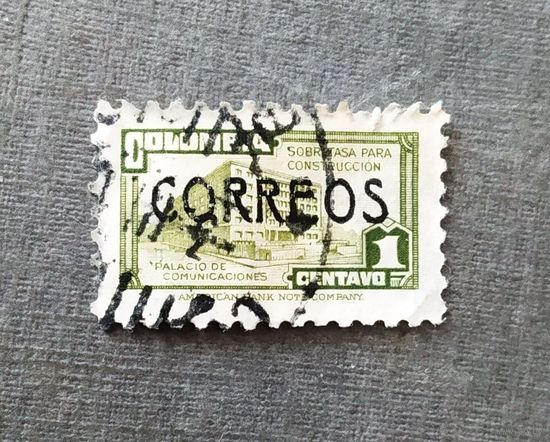 COLOMBIA
SOBRETASA PARA
CONSTRUCCION
CORREOS
1
PALACIO DE
COMUNICACIONES
CENTAVO
AMERICAN BANK NOTE COMPANY.